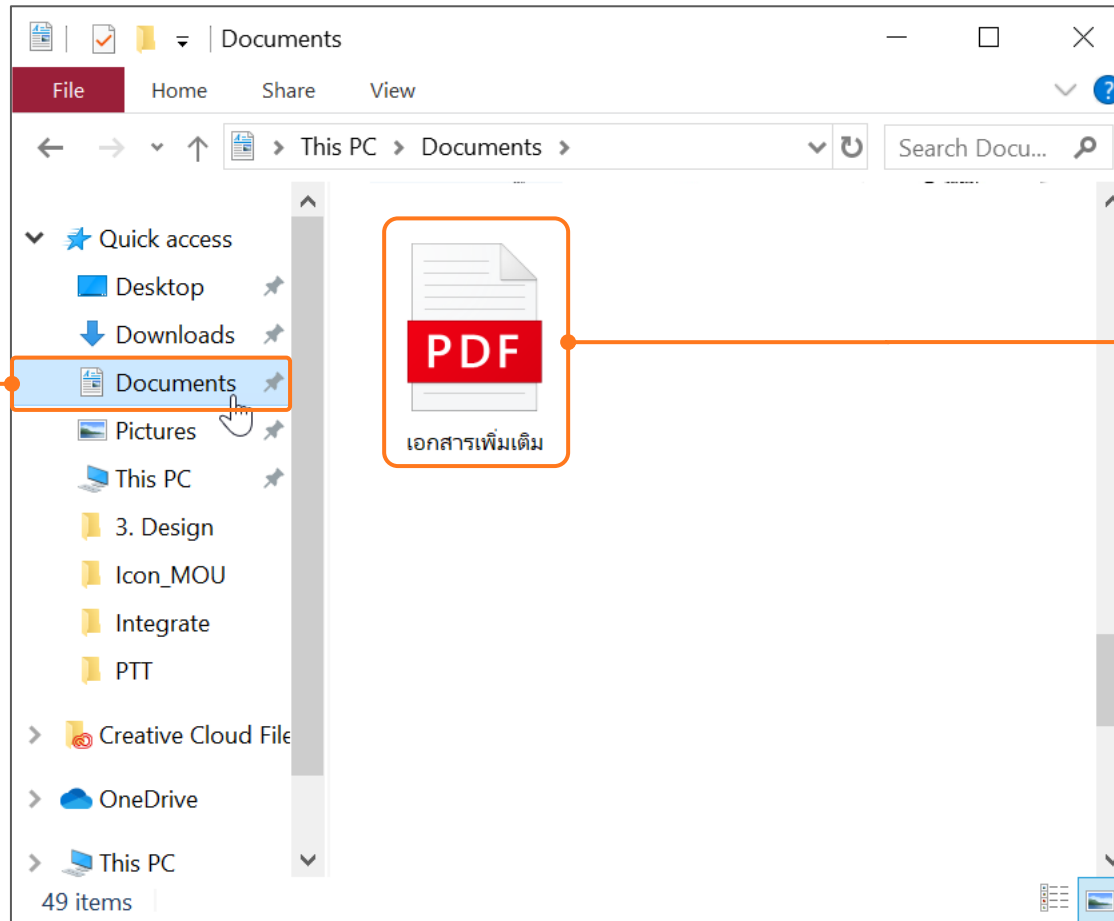 Documents
File Home Share View ?
This PC > Documents > Search Docu...
Quick access
Desktop
Downloads
Documents
Pictures
This PC
3. Design
Icon_MOU
Integrate
PTT
Creative Cloud File
OneDrive
This PC
PDF
เอกสารเพิ่มเติม
49 items